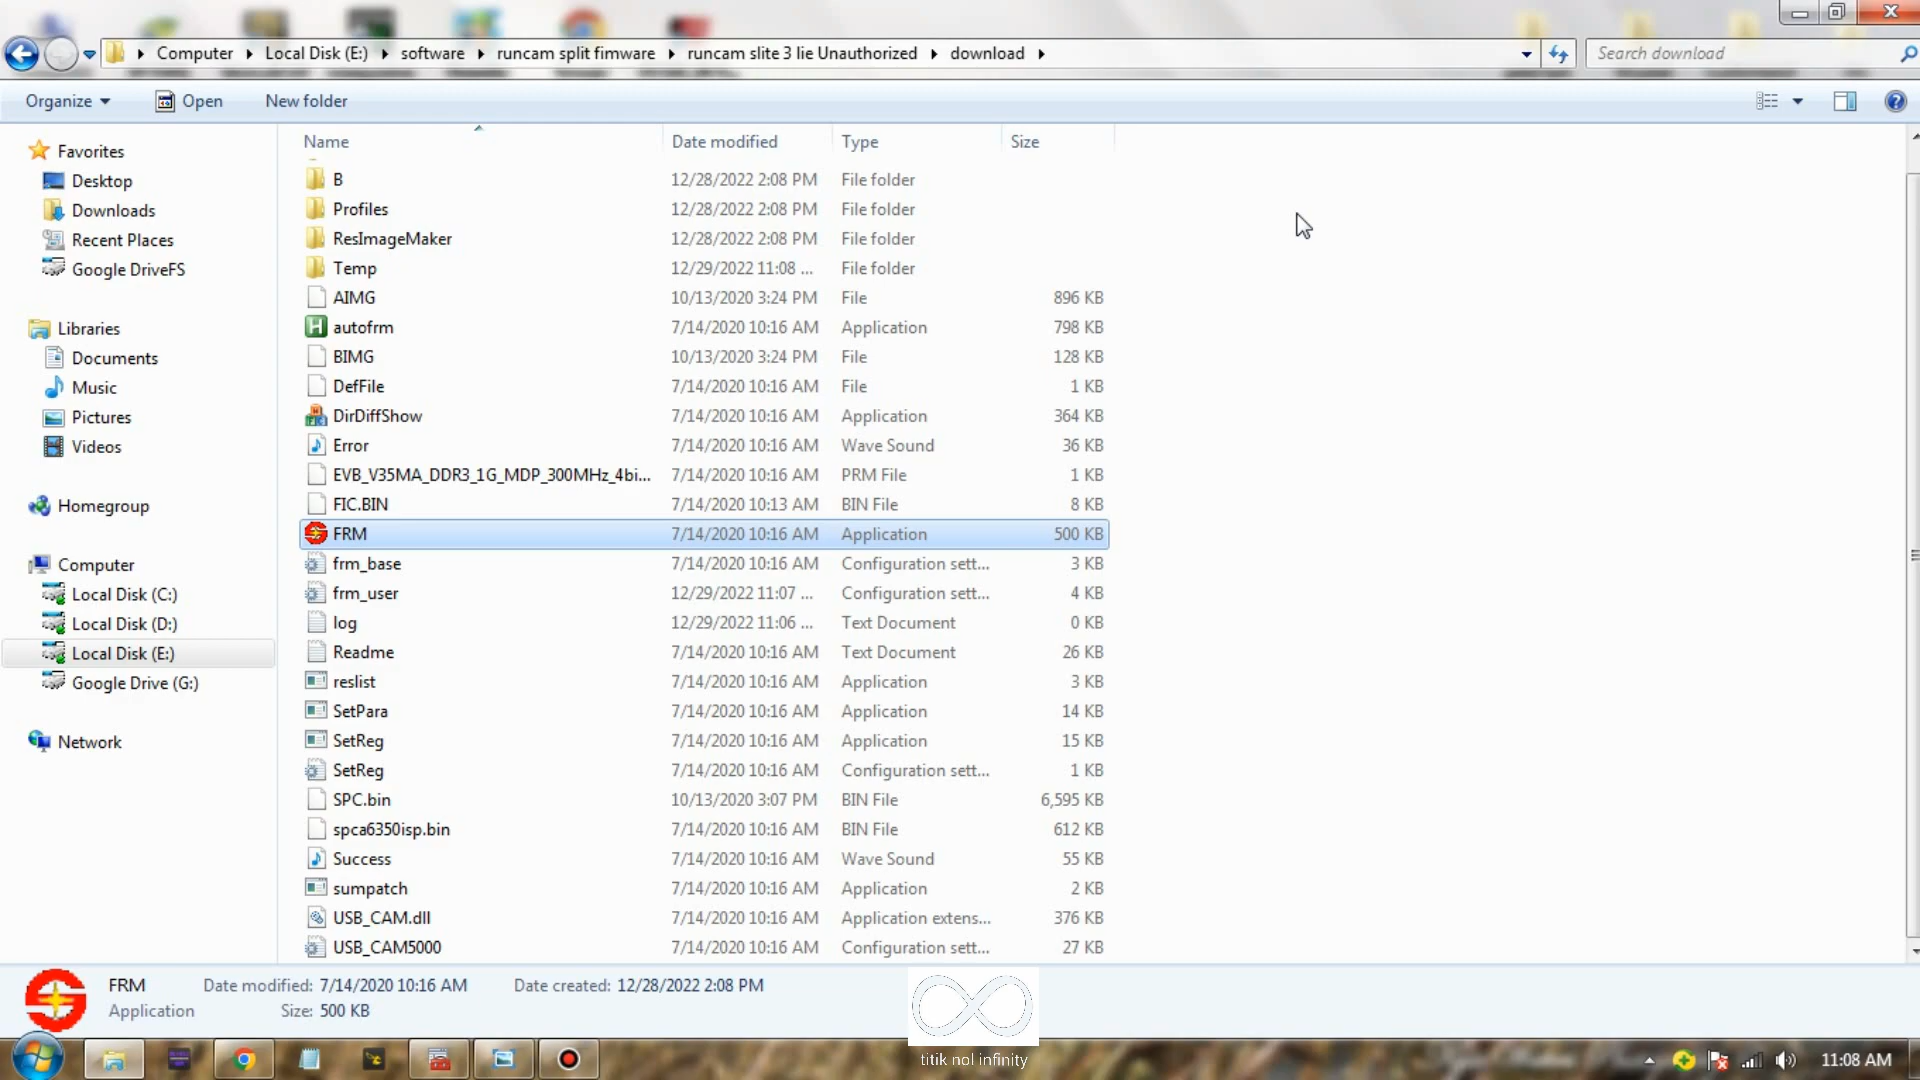 Computer Local Disk (E:) software runcam split fimware runcam slite 3 lie Unauthorized download
Search download
Organize Open New folder
Name Date modified Type Size
Favorites
Desktop
Downloads
Recent Places
Google DriveFS
Libraries
Documents
Music
Pictures
Videos
Homegroup
Computer
Local Disk (C:)
Local Disk (D:)
Local Disk (E:)
Google Drive (G:)
Network
B 12/28/2022 2:08 PM File folder
Profiles 12/28/2022 2:08 PM File folder
ResImageMaker 12/28/2022 2:08 PM File folder
Temp 12/29/2022 11:08 ... File folder
AIMG 10/13/2020 3:24 PM File 896 KB
autofrm 7/14/2020 10:16 AM Application 798 KB
BIMG 10/13/2020 3:24 PM File 128 KB
DefFile 7/14/2020 10:16 AM File 1 KB
DirDiffShow 7/14/2020 10:16 AM Application 364 KB
Error 7/14/2020 10:16 AM Wave Sound 36 KB
EVB_V35MA_DDR3_1G_MDP_300MHz_4bi... 7/14/2020 10:16 AM PRM File 1 KB
FIC.BIN 7/14/2020 10:13 AM BIN File 8 KB
FRM 7/14/2020 10:16 AM Application 500 KB
frm_base 7/14/2020 10:16 AM Configuration sett... 3 KB
frm_user 12/29/2022 11:07 ... Configuration sett... 4 KB
log 12/29/2022 11:06 ... Text Document 0 KB
Readme 7/14/2020 10:16 AM Text Document 26 KB
reslist 7/14/2020 10:16 AM Application 3 KB
SetPara 7/14/2020 10:16 AM Application 14 KB
SetReg 7/14/2020 10:16 AM Application 15 KB
SetReg 7/14/2020 10:16 AM Configuration sett... 1 KB
SPC.bin 10/13/2020 3:07 PM BIN File 6,595 KB
spca6350isp.bin 7/14/2020 10:16 AM BIN File 612 KB
Success 7/14/2020 10:16 AM Wave Sound 55 KB
sumpatch 7/14/2020 10:16 AM Application 2 KB
USB_CAM.dll 7/14/2020 10:16 AM Application extens... 376 KB
USB_CAM5000 7/14/2020 10:16 AM Configuration sett... 27 KB
FRM Date modified: 7/14/2020 10:16 AM Date created: 12/28/2022 2:08 PM
Application Size: 500 KB
titik nol infinity
11:08 AM